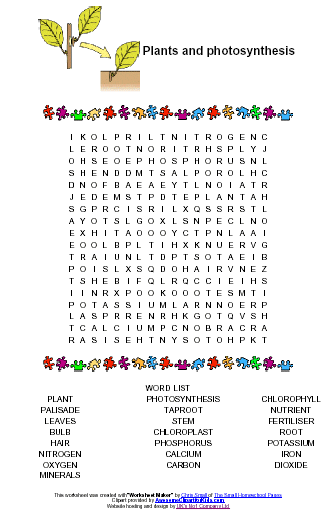 Plants and photosynthesis
I K O L P R I L T N I T R O G E N C
L E R O O T N O R I T R H S P L Y J
O H S E O E P H O S P H O R U S N L
S H E N D D M T S A L P O R O L H C
D N O F B A E A E Y T L N O I A T R
J E D E M S T P D T E P L A N T A H
S G P R C I S R I L X Q S S R S T L
A Y O T S L G O X L S N P E C L N O
E X H I T A O O O Y C T P N L A A I
E O O L B P L T I H X K N U E R V G
T R A I U N L T D P T S O T A E I B
P O I S L X S Q D O H A I R V N E Z
T S H E B I F Q L R Q C C I E I H S
I I N R X P O O K O O O T E S M T I
P O T A S S I U M L A R N N O E R P
L A S P R R E N R H K G O T Q V S H
T C A L C I U M P C N O B R A C R A
R A S I S E H T N Y S O T O H P K T
WORD LIST
PLANT PHOTOSYNTHESIS CHLOROPHYLL
PALISADE TAPROOT NUTRIENT
LEAVES STEM FERTILISER
BULB CHLOROPLAST ROOT
HAIR PHOSPHORUS POTASSIUM
NITROGEN CALCIUM IRON
OXYGEN CARBON DIOXIDE
MINERALS
This worksheet was created with "Worksheet Maker" by Chris Small of The Small Homeschool Pages
Clipart provided by AwesomeClipartforKids.com
Website hosting and design by UK's No1 Company Ltd